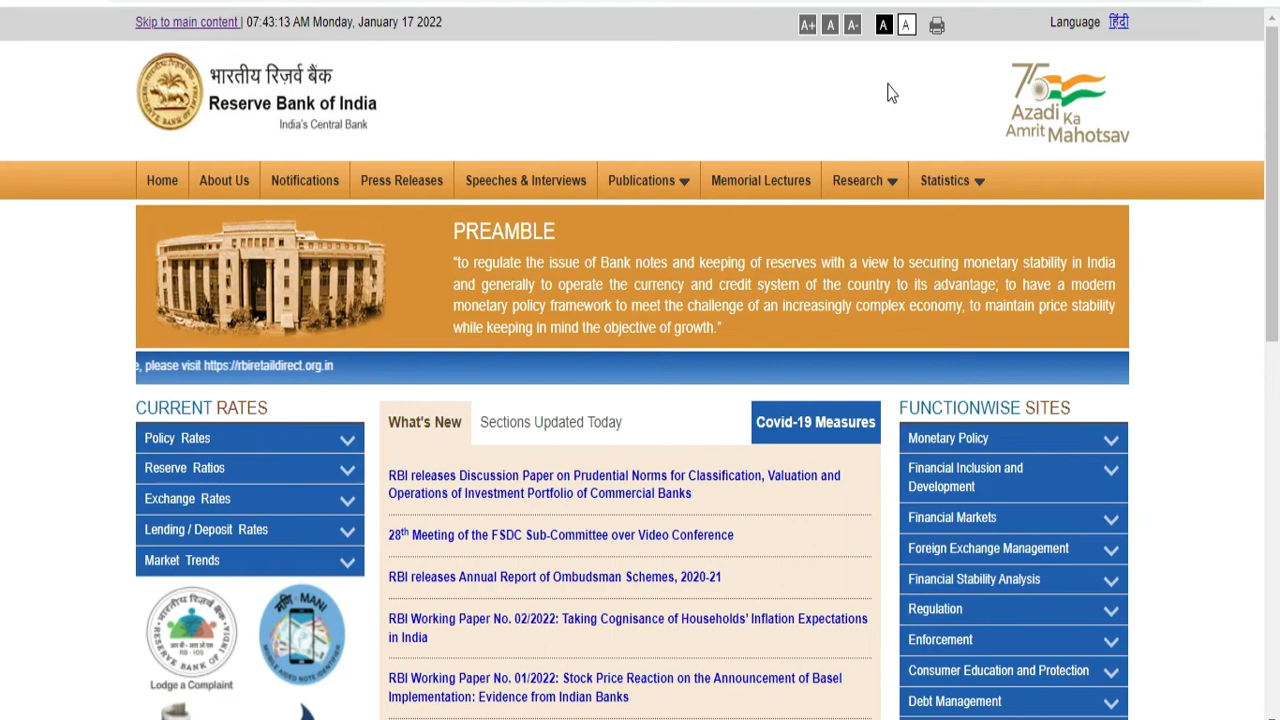 Skip to main content | 07:43:13 AM Monday, January 17 2022
A+ A A- A A
Language हिंदी
भारतीय रिज़र्व बैंक
Reserve Bank of India
India's Central Bank
75
Azadi Ka
Amrit Mahotsav
Home About Us Notifications Press Releases Speeches & Interviews Publications Memorial Lectures Research Statistics
PREAMBLE
“to regulate the issue of Bank notes and keeping of reserves with a view to securing monetary stability in India
and generally to operate the currency and credit system of the country to its advantage; to have a modern
monetary policy framework to meet the challenge of an increasingly complex economy, to maintain price stability
while keeping in mind the objective of growth.”
, please visit https://rbiretaildirect.org.in
CURRENT RATES
Policy Rates
Reserve Ratios
Exchange Rates
Lending / Deposit Rates
Market Trends
भारतीय रिज़र्व बैंक
RESERVE BANK OF INDIA
Lodge a Complaint
मणि-MANI
MOBILE AIDED NOTE IDENTIFIER
What's New Sections Updated Today Covid-19 Measures
RBI releases Discussion Paper on Prudential Norms for Classification, Valuation and
Operations of Investment Portfolio of Commercial Banks
28th Meeting of the FSDC Sub-Committee over Video Conference
RBI releases Annual Report of Ombudsman Schemes, 2020-21
RBI Working Paper No. 02/2022: Taking Cognisance of Households' Inflation Expectations
in India
RBI Working Paper No. 01/2022: Stock Price Reaction on the Announcement of Basel
Implementation: Evidence from Indian Banks
FUNCTIONWISE SITES
Monetary Policy
Financial Inclusion and
Development
Financial Markets
Foreign Exchange Management
Financial Stability Analysis
Regulation
Enforcement
Consumer Education and Protection
Debt Management